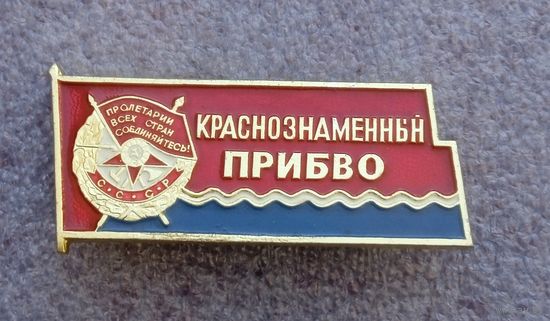 ПРОЛЕТАРИИ
ВСЕХ СТРАН
СОЕДИНЯЙТЕСЬ!
С·С·С·Р
КРАСНОЗНАМЕННЫЙ
ПРИБВО